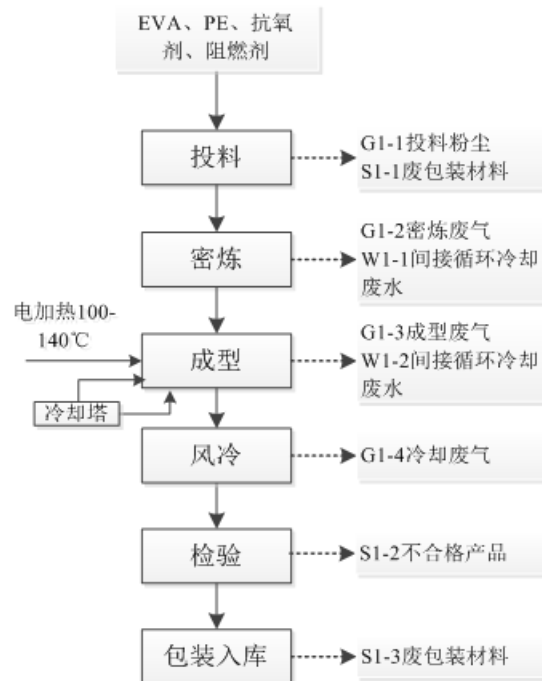 EVA、PE、抗氧
剂、阻燃剂
投料
G1-1投料粉尘
S1-1废包装材料
密炼
G1-2密炼废气
W1-1间接循环冷却
废水
电加热100-
140℃
成型
G1-3成型废气
W1-2间接循环冷却
废水
冷却塔
风冷
G1-4冷却废气
检验
S1-2不合格产品
包装入库
S1-3废包装材料